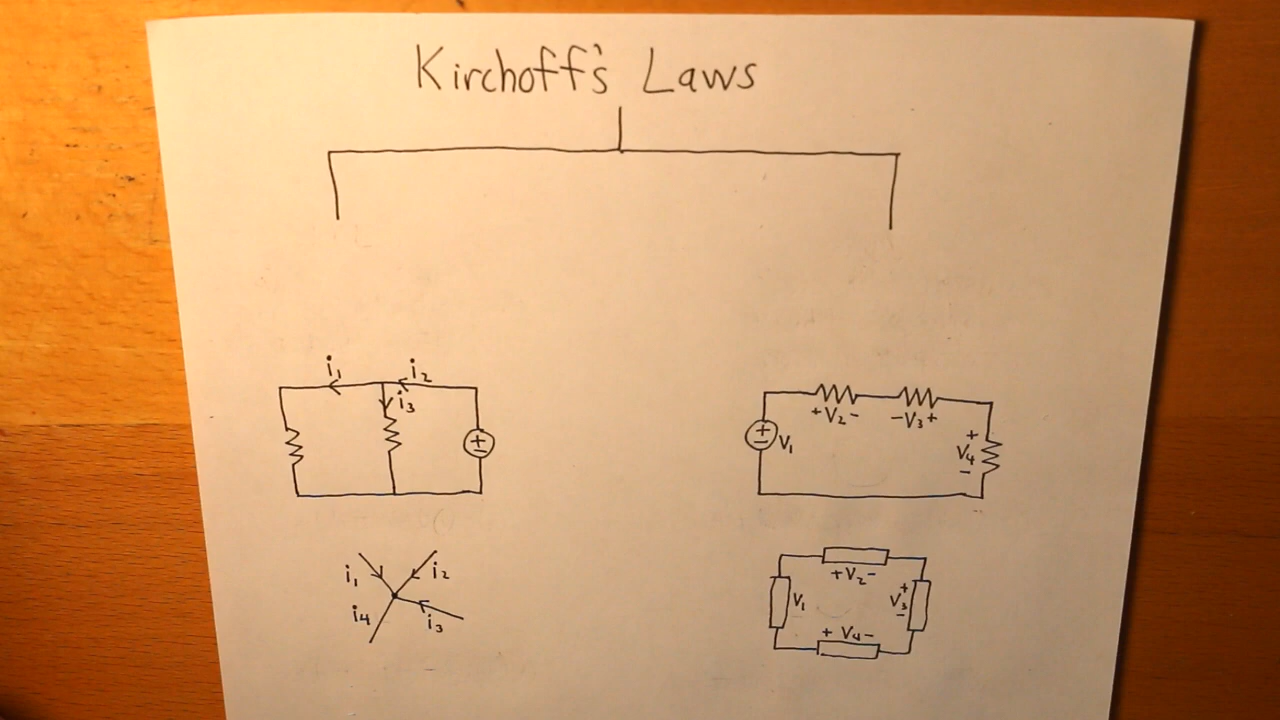 Kirchoff's Laws
i1 i2
i3
+
-
i1 i2
i4 i3
+V2- -V3+
+
-
V1
+
V4
-
+V2-
V1
+
V3
-
+ V4 -